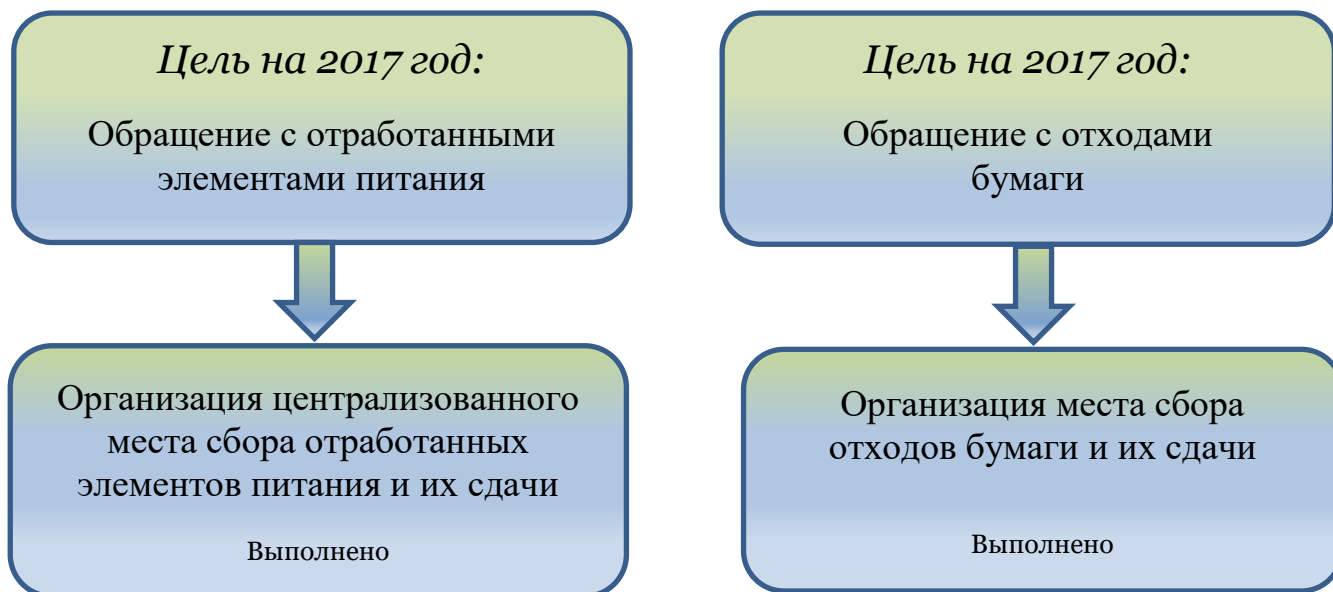 Цель на 2017 год:
Обращение с отработанными
элементами питания
Организация централизованного
места сбора отработанных
элементов питания и их сдачи
Выполнено
Цель на 2017 год:
Обращение с отходами
бумаги
Организация места сбора
отходов бумаги и их сдачи
Выполнено